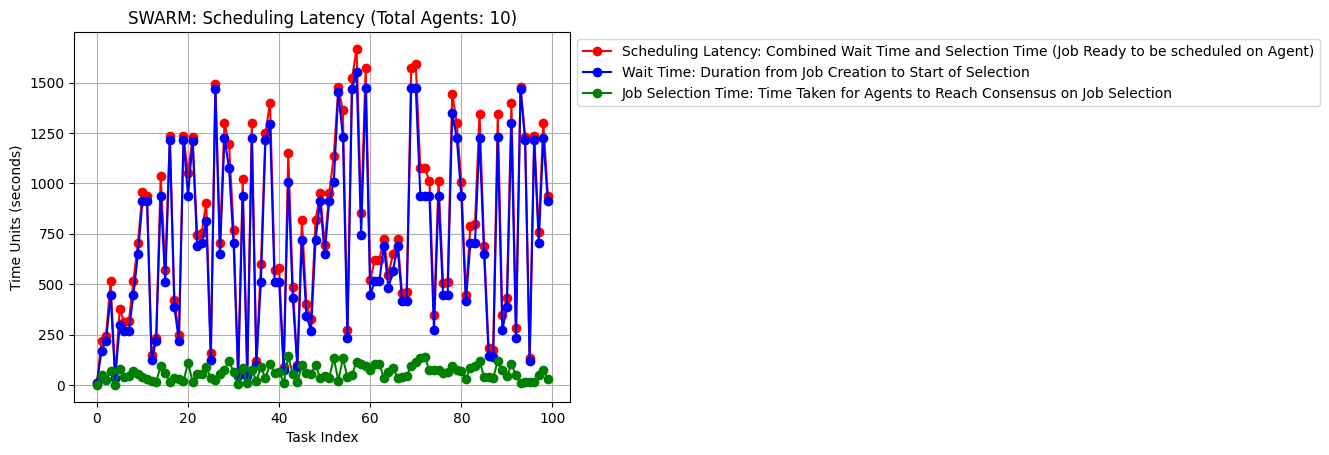 SWARM: Scheduling Latency (Total Agents: 10)
Scheduling Latency: Combined Wait Time and Selection Time (Job Ready to be scheduled on Agent)
Wait Time: Duration from Job Creation to Start of Selection
Job Selection Time: Time Taken for Agents to Reach Consensus on Job Selection
Time Units (seconds)
1500
1250
1000
750
500
250
0
0 20 40 60 80 100
Task Index